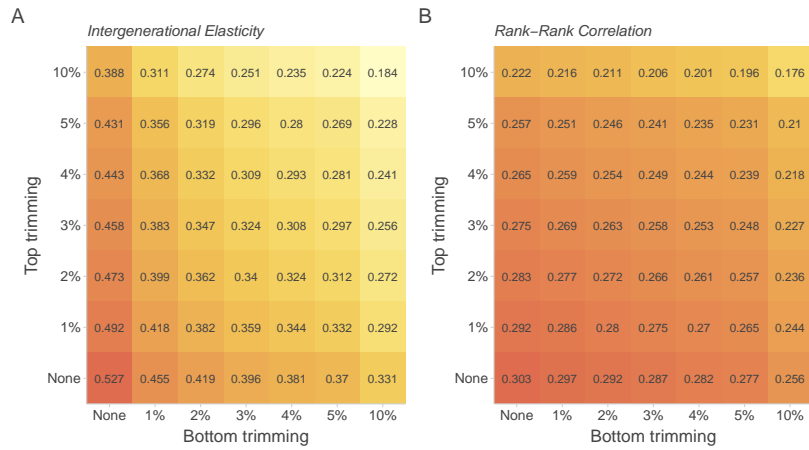 A
Intergenerational Elasticity
10% 0.388 0.311 0.274 0.251 0.235 0.224 0.184
5% 0.431 0.356 0.319 0.296 0.28 0.269 0.228
4% 0.443 0.368 0.332 0.309 0.293 0.281 0.241
3% 0.458 0.383 0.347 0.324 0.308 0.297 0.256
2% 0.473 0.399 0.362 0.34 0.324 0.312 0.272
1% 0.492 0.418 0.382 0.359 0.344 0.332 0.292
None 0.527 0.455 0.419 0.396 0.381 0.37 0.331
None 1% 2% 3% 4% 5% 10%
Top trimming
Bottom trimming
B
Rank−Rank Correlation
10% 0.222 0.216 0.211 0.206 0.201 0.196 0.176
5% 0.257 0.251 0.246 0.241 0.235 0.231 0.21
4% 0.265 0.259 0.254 0.249 0.244 0.239 0.218
3% 0.275 0.269 0.263 0.258 0.253 0.248 0.227
2% 0.283 0.277 0.272 0.266 0.261 0.257 0.236
1% 0.292 0.286 0.28 0.275 0.27 0.265 0.244
None 0.303 0.297 0.292 0.287 0.282 0.277 0.256
None 1% 2% 3% 4% 5% 10%
Top trimming
Bottom trimming